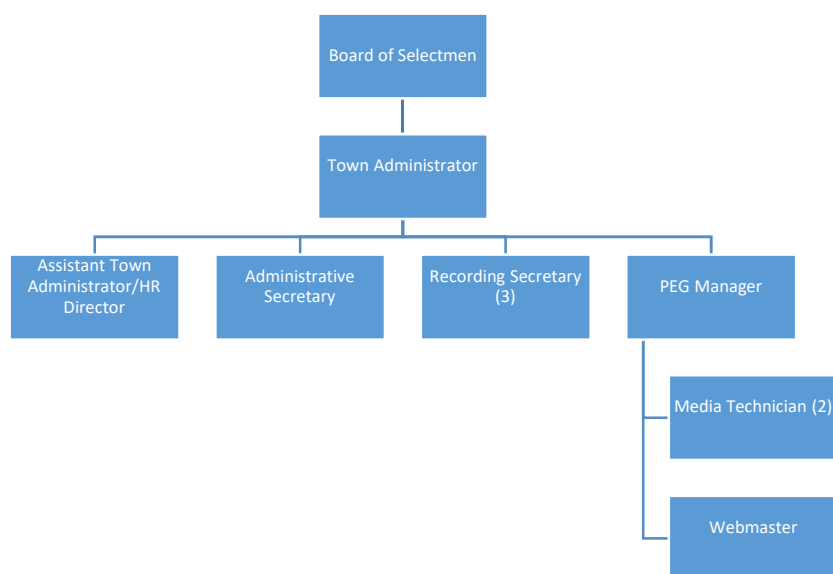 Board of Selectmen
Town Administrator
Assistant Town
Administrator/HR
Director
Administrative
Secretary
Recording Secretary
(3)
PEG Manager
Media Technician (2)
Webmaster